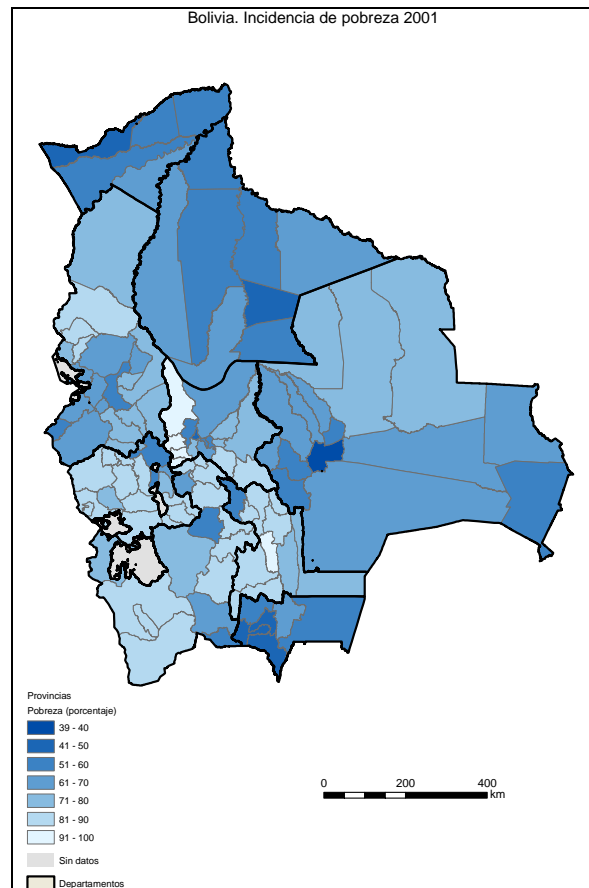 Bolivia. Incidencia de pobreza 2001
Provincias
Pobreza (porcentaje)
39 - 40
41 - 50
51 - 60
61 - 70
71 - 80
81 - 90
91 - 100
Sin datos
Departamentos
0 200 400
km